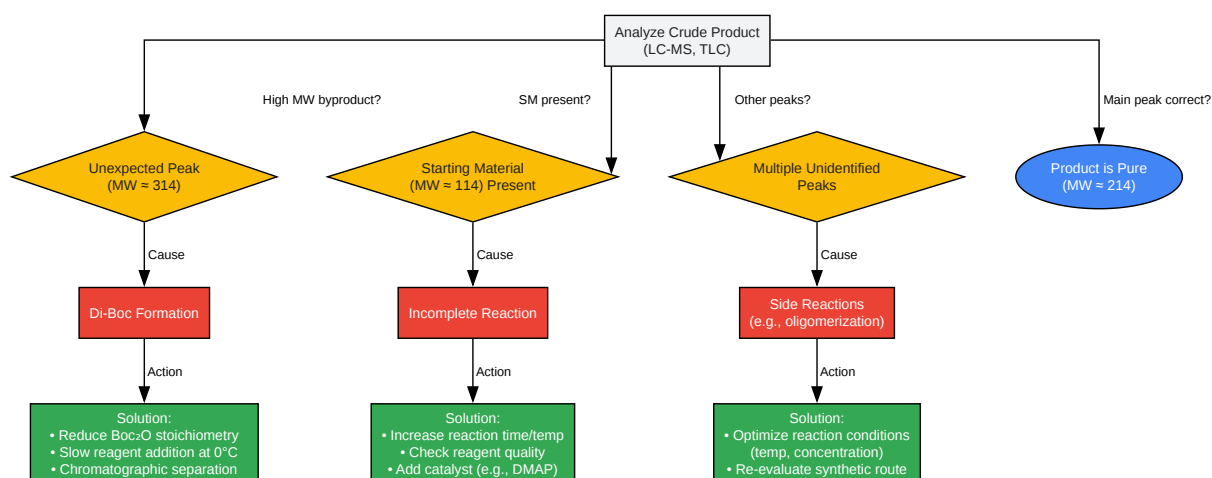 Analyze Crude Product
(LC-MS, TLC)
High MW byproduct?
SM present?
Other peaks?
Main peak correct?
Unexpected Peak
(MW ≈ 314)
Starting Material
(MW ≈ 114) Present
Multiple Unidentified
Peaks
Product is Pure
(MW ≈ 214)
Cause
Cause
Cause
Di-Boc Formation
Incomplete Reaction
Side Reactions
(e.g., oligomerization)
Action
Action
Action
Solution:
• Reduce Boc₂O stoichiometry
• Slow reagent addition at 0°C
• Chromatographic separation
Solution:
• Increase reaction time/temp
• Check reagent quality
• Add catalyst (e.g., DMAP)
Solution:
• Optimize reaction conditions
(temp, concentration)
• Re-evaluate synthetic route